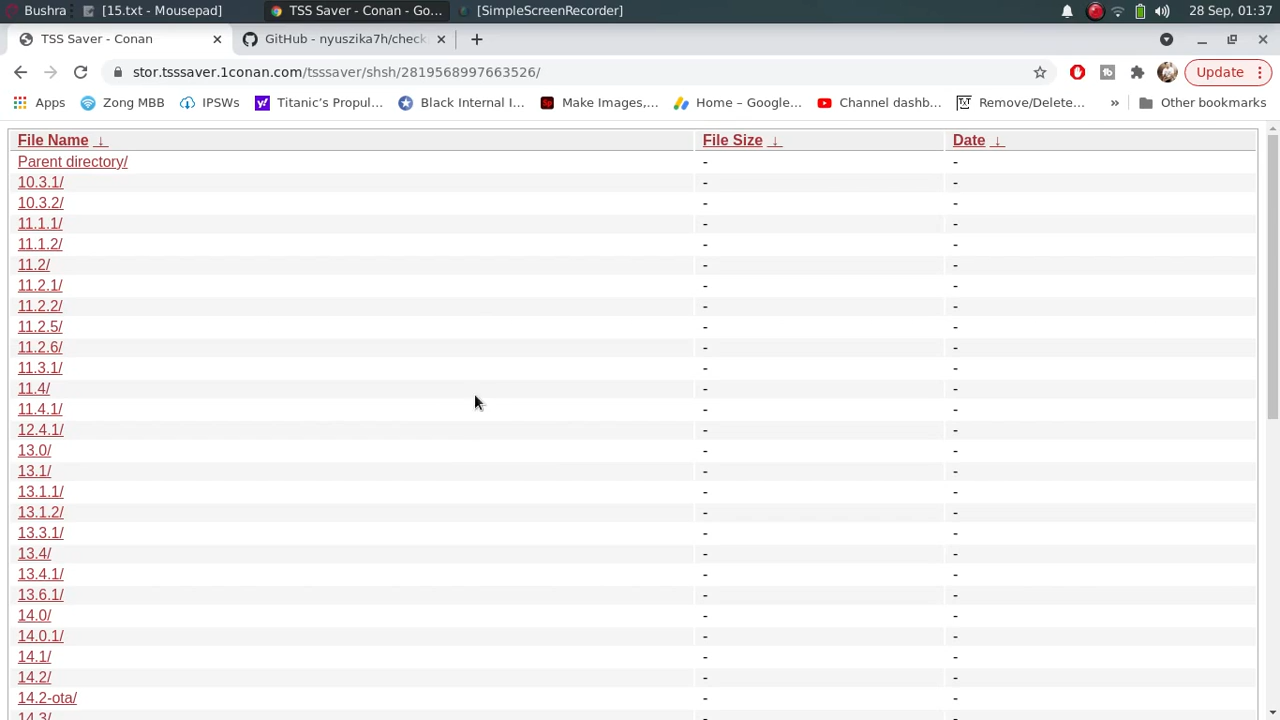 Bushra [15.txt - Mousepad] TSS Saver - Conan - Go... [SimpleScreenRecorder] 28 Sep, 01:37
TSS Saver - Conan GitHub - nyuszika7h/check
stor.tsssaver.1conan.com/tsssaver/shsh/2819568997663526/ Update
Apps Zong MBB IPSWs Titanic's Propul... Black Internal I... Make Images,... Home – Google... Channel dashb... Remove/Delete... » Other bookmarks
File Name ↓ File Size ↓ Date ↓
Parent directory/ - -
10.3.1/ - -
10.3.2/ - -
11.1.1/ - -
11.1.2/ - -
11.2/ - -
11.2.1/ - -
11.2.2/ - -
11.2.5/ - -
11.2.6/ - -
11.3.1/ - -
11.4/ - -
11.4.1/ - -
12.4.1/ - -
13.0/ - -
13.1/ - -
13.1.1/ - -
13.1.2/ - -
13.3.1/ - -
13.4/ - -
13.4.1/ - -
13.6.1/ - -
14.0/ - -
14.0.1/ - -
14.1/ - -
14.2/ - -
14.2-ota/ - -
14.3/ - -